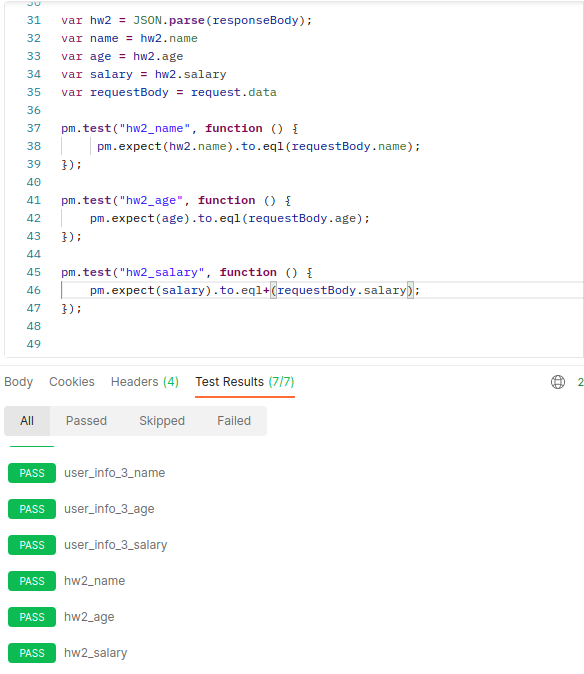 30
31 var hw2 = JSON.parse(responseBody);
32 var name = hw2.name
33 var age = hw2.age
34 var salary = hw2.salary
35 var requestBody = request.data
36
37 pm.test("hw2_name", function () {
38 pm.expect(hw2.name).to.eql(requestBody.name);
39 });
40
41 pm.test("hw2_age", function () {
42 pm.expect(age).to.eql(requestBody.age);
43 });
44
45 pm.test("hw2_salary", function () {
46 pm.expect(salary).to.eql+(requestBody.salary);
47 });
48
49
Body Cookies Headers (4) Test Results (7/7) 2
All Passed Skipped Failed
PASS user_info_3_name
PASS user_info_3_age
PASS user_info_3_salary
PASS hw2_name
PASS hw2_age
PASS hw2_salary